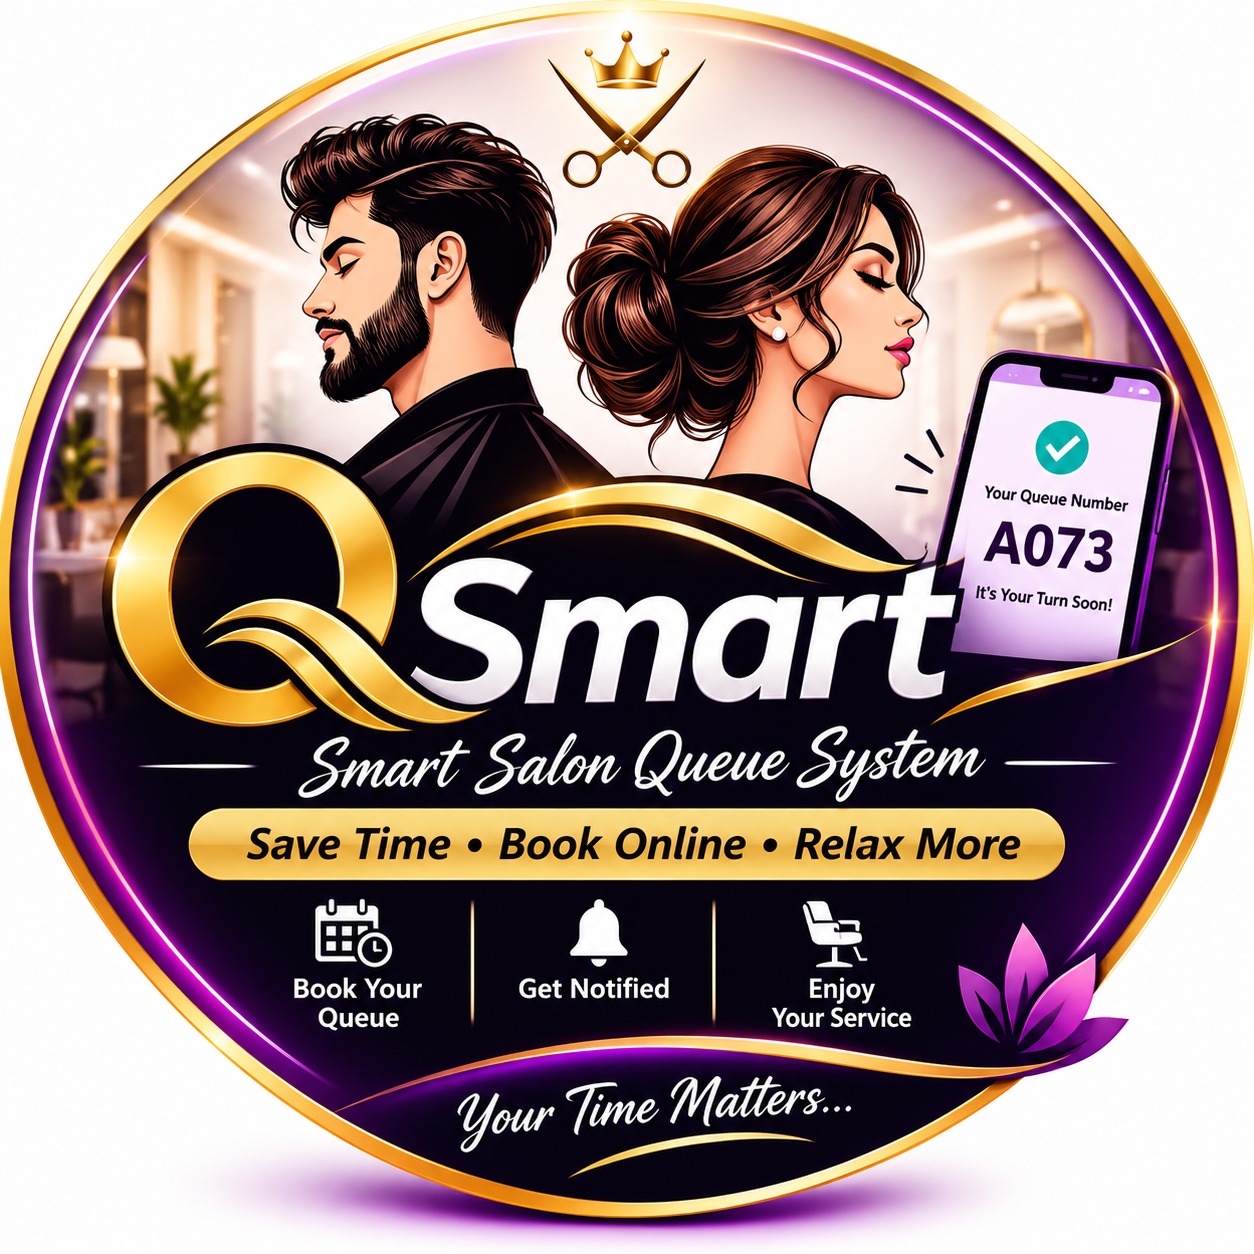 Your Queue Number
A073
It's Your Turn Soon!
QSmart
Smart Salon Queue System
Save Time • Book Online • Relax More
Book Your
Queue
Get Notified
Enjoy
Your Service
Your Time Matters...